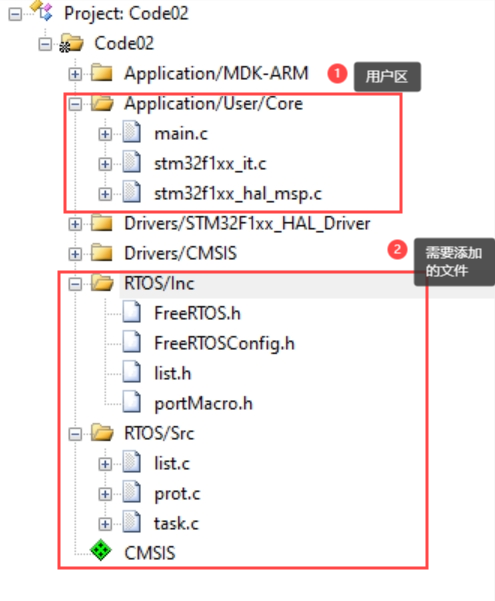 Project: Code02
Code02
Application/MDK-ARM
1 用户区
Application/User/Core
main.c
stm32f1xx_it.c
stm32f1xx_hal_msp.c
Drivers/STM32F1xx_HAL_Driver
Drivers/CMSIS
2 需要添加
的文件
RTOS/Inc
FreeRTOS.h
FreeRTOSConfig.h
list.h
portMacro.h
RTOS/Src
list.c
prot.c
task.c
CMSIS